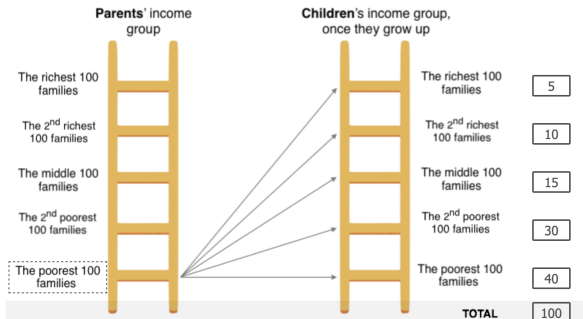 Parents' income
group
Children's income group,
once they grow up
The richest 100
families
The 2nd richest
100 families
The middle 100
families
The 2nd poorest
100 families
The poorest 100
families
The richest 100
families
5
The 2nd richest
100 families
10
The middle 100
families
15
The 2nd poorest
100 families
30
The poorest 100
families
40
TOTAL
100